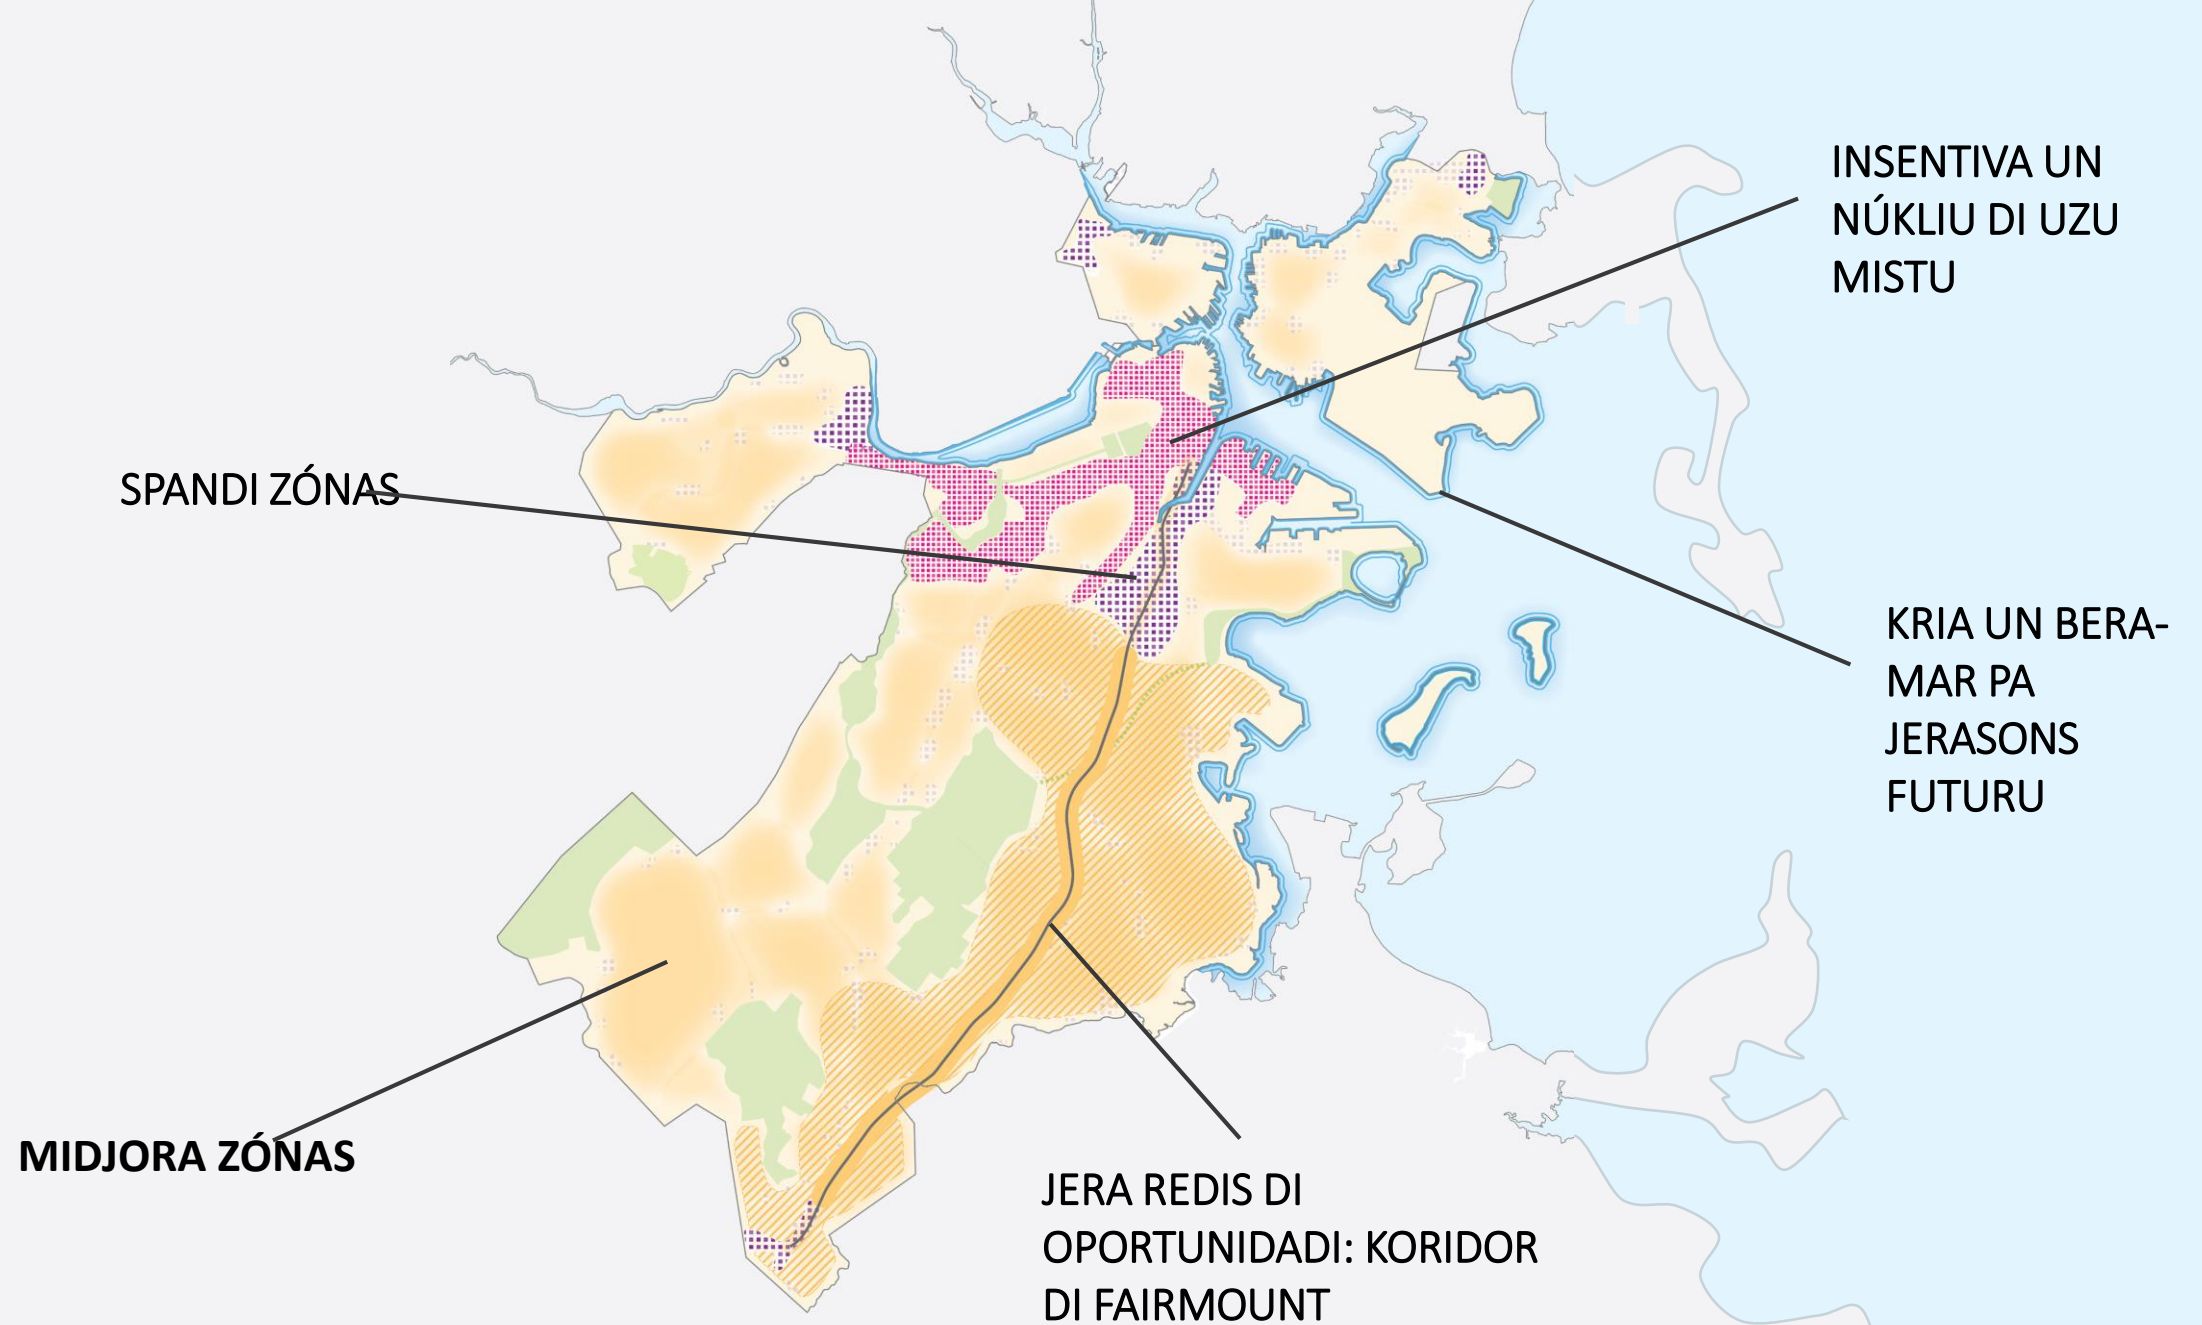 INSENTIVA UN
NÚKLIU DI UZU
MISTU
SPANDI ZÓNAS
KRIA UN BERA-
MAR PA
JERASONS
FUTURU
MIDJORA ZÓNAS
JERA REDIS DI
OPORTUNIDADI: KORIDOR
DI FAIRMOUNT